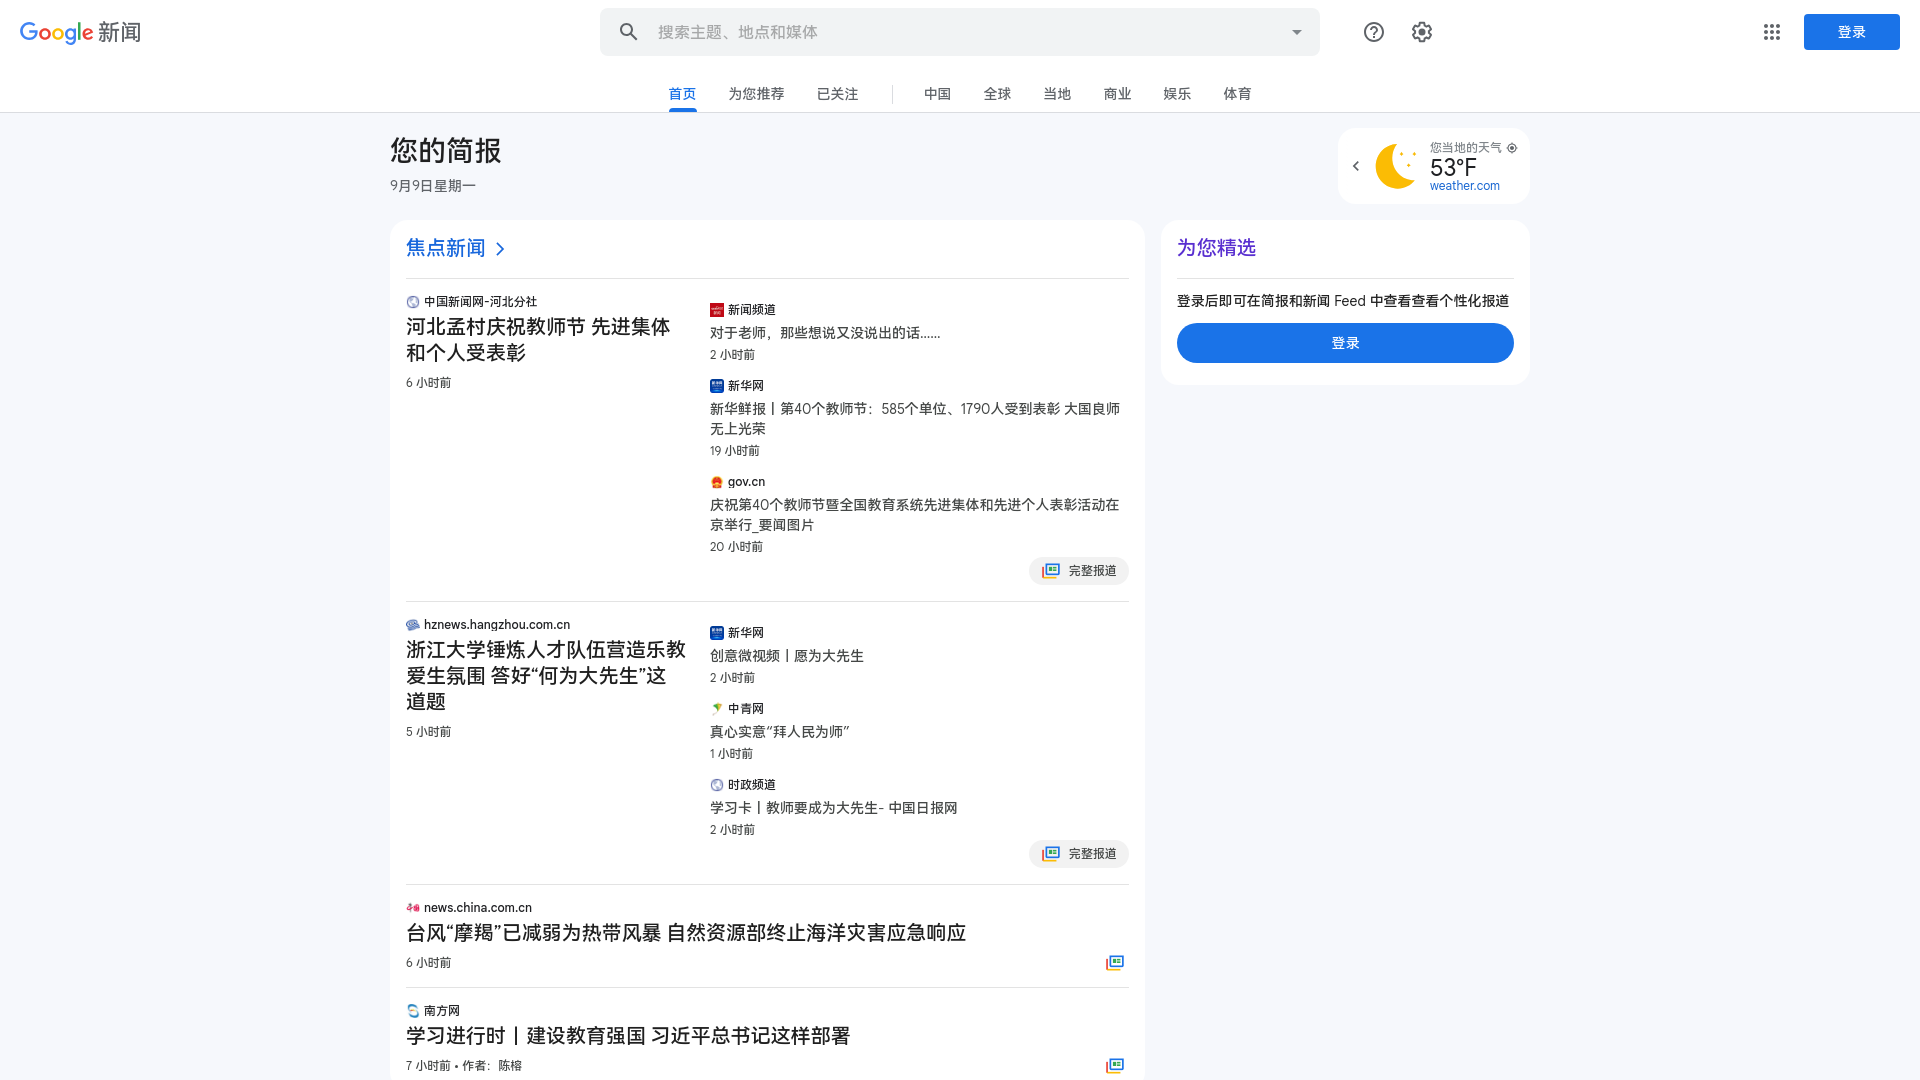 Google 新闻
搜索主题、地点和媒体
登录
首页
为您推荐
已关注
中国
全球
当地
商业
娱乐
体育
您的简报
9月9日星期一
您当地的天气
53°F
weather.com
焦点新闻
中国新闻网-河北分社
河北孟村庆祝教师节 先进集体
和个人受表彰
6 小时前
新闻频道
对于老师，那些想说又没说出的话……
2 小时前
新华网
新华鲜报丨第40个教师节：585个单位、1790人受到表彰 大国良师
无上光荣
19 小时前
gov.cn
庆祝第40个教师节暨全国教育系统先进集体和先进个人表彰活动在
京举行_要闻图片
20 小时前
完整报道
hznews.hangzhou.com.cn
浙江大学锤炼人才队伍营造乐教
爱生氛围 答好“何为大先生”这
道题
5 小时前
新华网
创意微视频丨愿为大先生
2 小时前
中青网
真心实意“拜人民为师”
1 小时前
时政频道
学习卡丨教师要成为大先生- 中国日报网
2 小时前
完整报道
news.china.com.cn
台风“摩羯”已减弱为热带风暴 自然资源部终止海洋灾害应急响应
6 小时前
南方网
学习进行时丨建设教育强国 习近平总书记这样部署
7 小时前 • 作者：陈榕
为您精选
登录后即可在简报和新闻 Feed 中查看查看个性化报道
登录